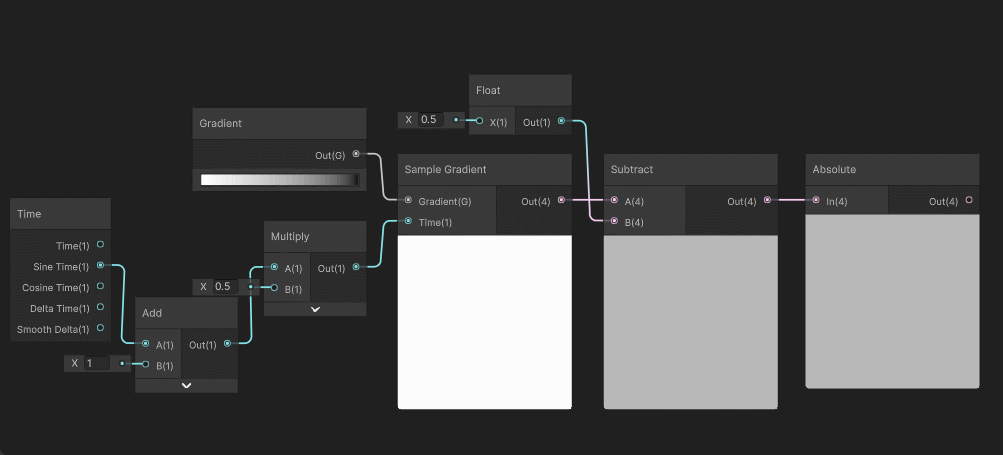 Float
X 0.5
X(1) Out(1)
Gradient
Out(G)
Sample Gradient
Gradient(G) Out(4)
Time(1)
Subtract
A(4) Out(4)
B(4)
Absolute
In(4) Out(4)
Time
Time(1)
Sine Time(1)
Cosine Time(1)
Delta Time(1)
Smooth Delta(1)
Multiply
A(1) Out(1)
X 0.5
B(1)
Add
A(1) Out(1)
X 1
B(1)